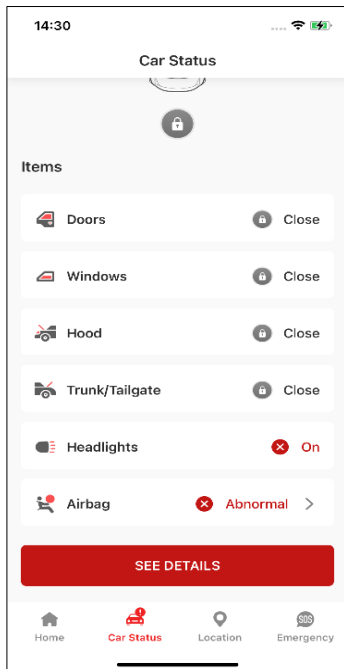 14:30
Car Status
Items
Doors Close
Windows Close
Hood Close
Trunk/Tailgate Close
Headlights On
Airbag Abnormal
SEE DETAILS
SOS
Home Car Status Location Emergency